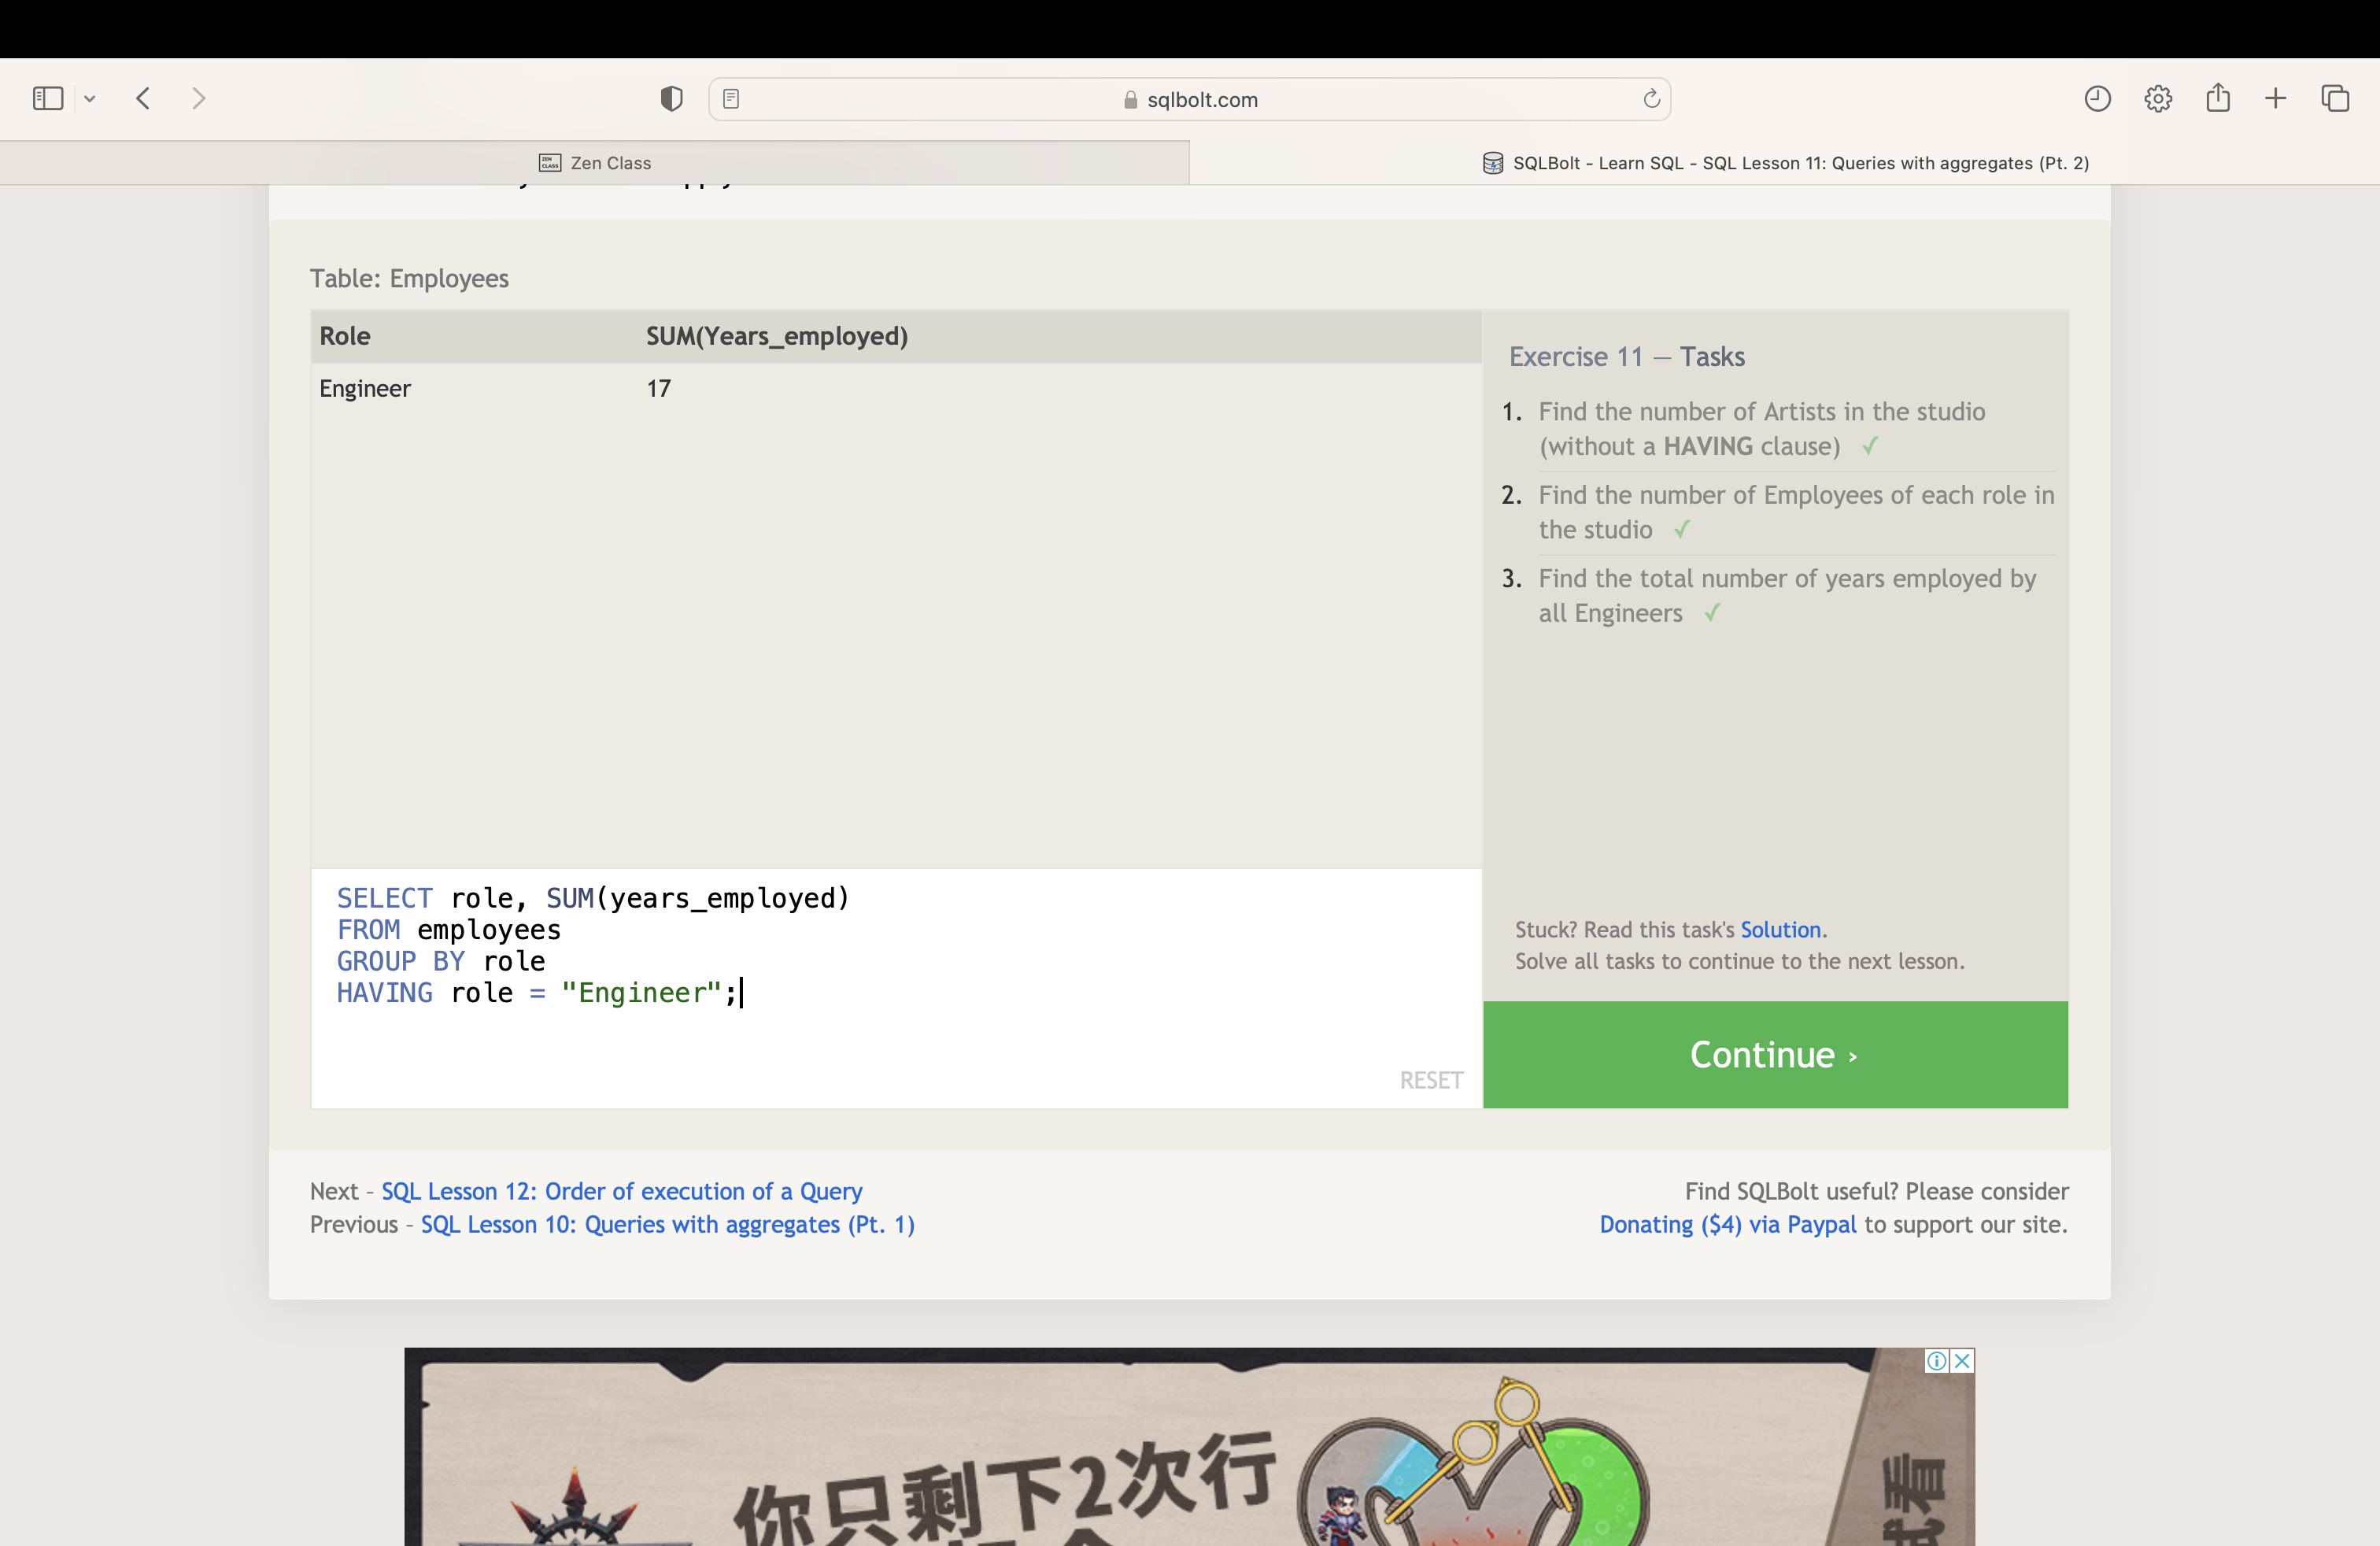 sqlbolt.com
Zen Class
SQLBolt - Learn SQL - SQL Lesson 11: Queries with aggregates (Pt. 2)
Table: Employees
Role SUM(Years_employed)
Engineer 17
Exercise 11 — Tasks
1. Find the number of Artists in the studio
(without a HAVING clause) ✓
2. Find the number of Employees of each role in
the studio ✓
3. Find the total number of years employed by
all Engineers ✓
SELECT role, SUM(years_employed)
FROM employees
GROUP BY role
HAVING role = "Engineer";
RESET
Stuck? Read this task's Solution.
Solve all tasks to continue to the next lesson.
Continue ›
Next – SQL Lesson 12: Order of execution of a Query
Previous – SQL Lesson 10: Queries with aggregates (Pt. 1)
Find SQLBolt useful? Please consider
Donating ($4) via Paypal to support our site.
你只剩下2次行